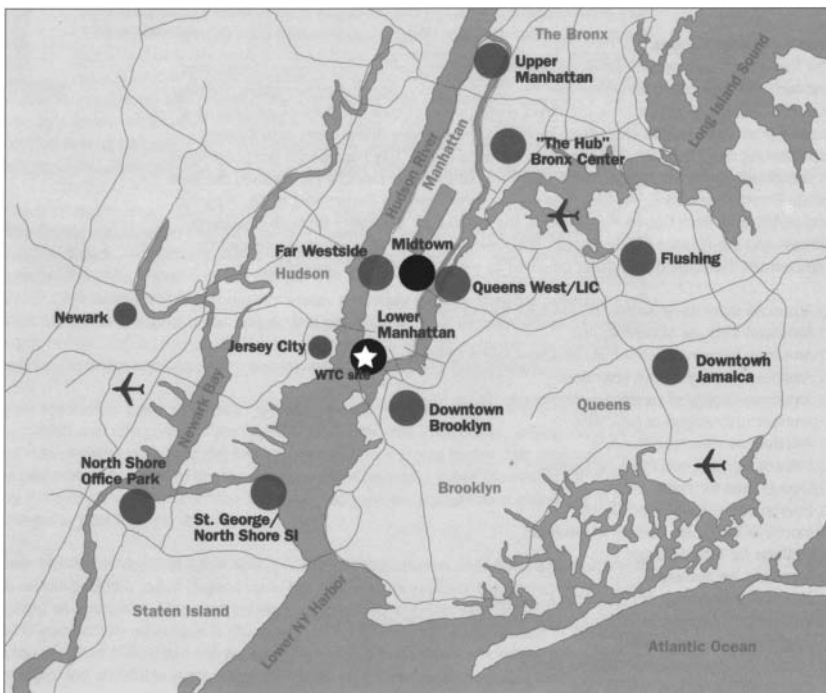 The Bronx
Upper
Manhattan
Long Island Sound
"The Hub"
Bronx Center
Hudson River
Manhattan
Far Westside
Midtown
Flushing
Hudson
Queens West/LIC
Newark
Lower
Manhattan
Jersey City
WTC site
Downtown
Jamaica
Newark Bay
Downtown
Brooklyn
Queens
North Shore
Office Park
Brooklyn
St. George/
North Shore SI
Staten Island
Lower NY Harbor
Atlantic Ocean